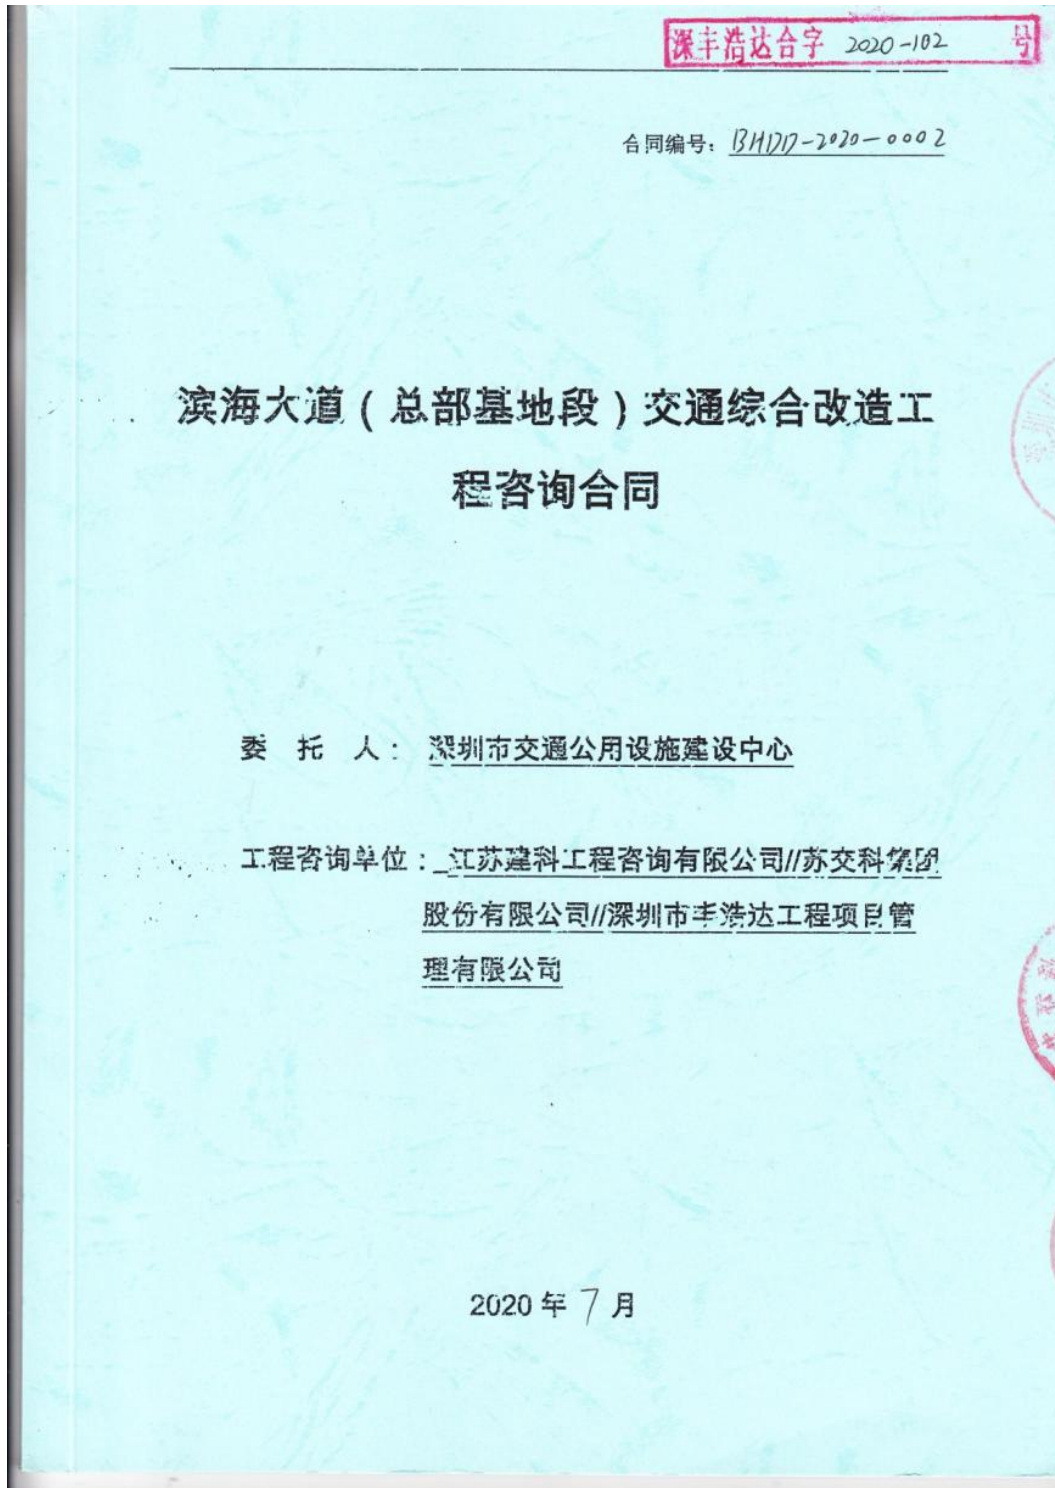 深丰浩达合字 2020-102 号
合同编号：BHDD-2020-0002
滨海大道（总部基地段）交通综合改造工
程咨询合同
委 托 人：深圳市交通公用设施建设中心
工程咨询单位：江苏建科工程咨询有限公司//苏交科集团
股份有限公司//深圳市丰浩达工程项目管
理有限公司
2020 年 7 月